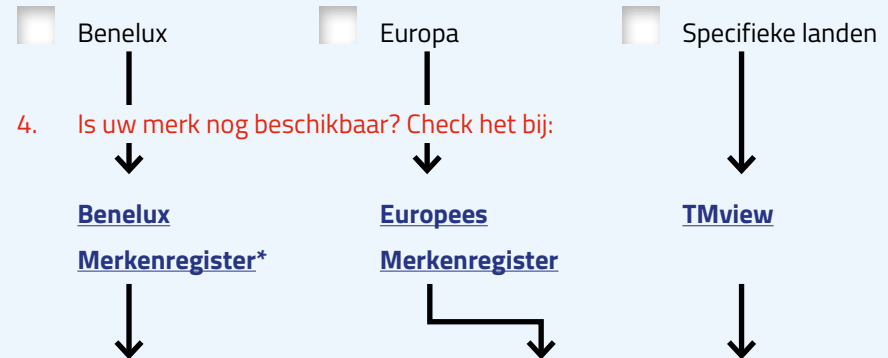 Benelux
Europa
Specifieke landen
4. Is uw merk nog beschikbaar? Check het bij:
Benelux
Merkenregister*
Europees
Merkenregister
TMview